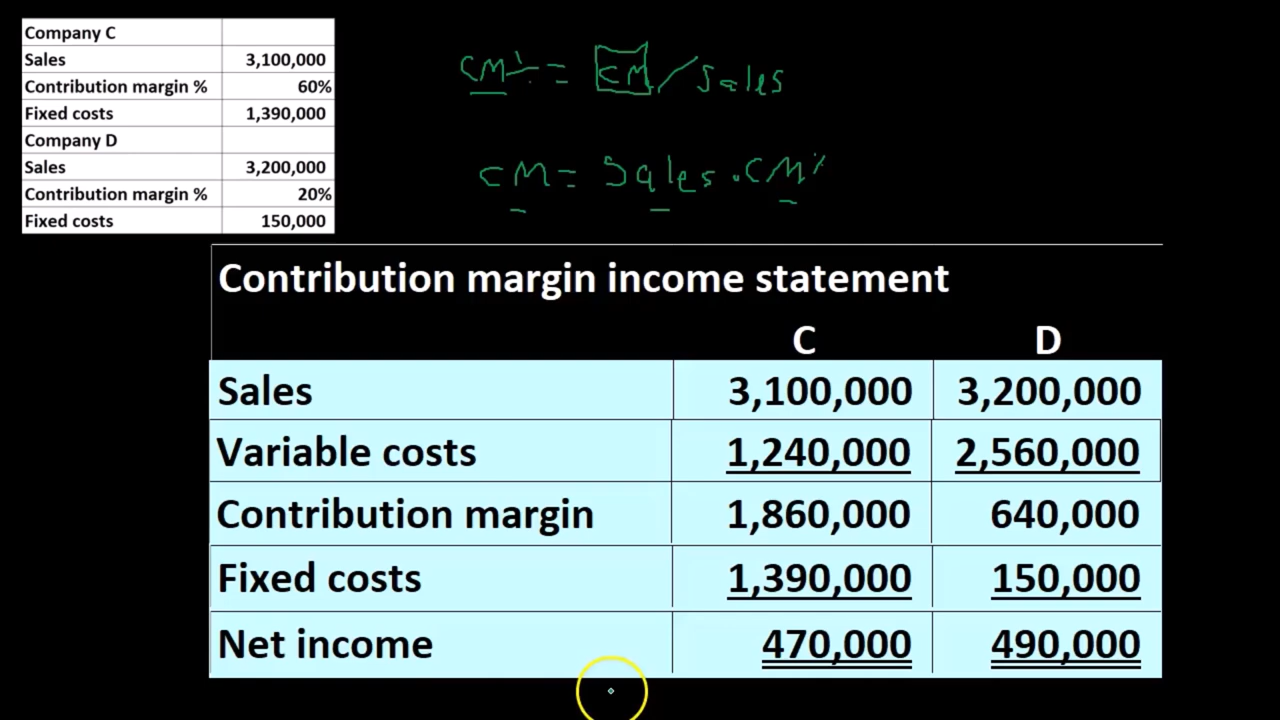 Company C
Sales 3,100,000
Contribution margin % 60%
Fixed costs 1,390,000
Company D
Sales 3,200,000
Contribution margin % 20%
Fixed costs 150,000
CM% = CM / Sales
CM = Sales . CM%
Contribution margin income statement
C D
Sales 3,100,000 3,200,000
Variable costs 1,240,000 2,560,000
Contribution margin 1,860,000 640,000
Fixed costs 1,390,000 150,000
Net income 470,000 490,000